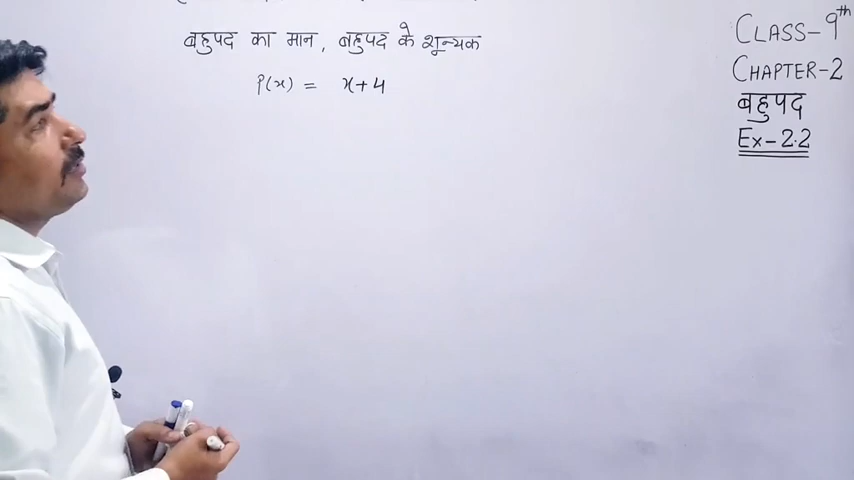 बहुपद का मान, बहुपद के शून्यक
P(x) = x+4
CLASS-9th
CHAPTER-2
बहुपद
Ex-2.2